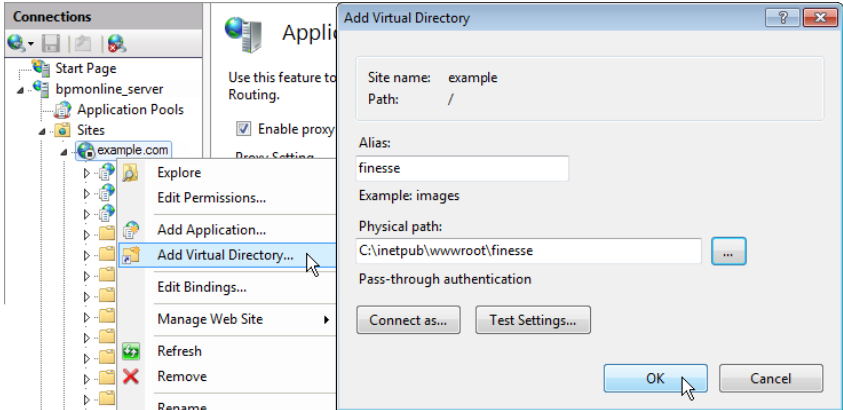 Connections
Start Page
bpmonline_server
Application Pools
Sites
example.com
Explore
Edit Permissions...
Add Application...
Add Virtual Directory...
Edit Bindings...
Manage Web Site
Refresh
Remove
Rename
Use this feature to
Routing.
Enable proxy
Proxy Setting
Add Virtual Directory
Site name: example
Path: /
Alias:
finesse
Example: images
Physical path:
C:\inetpub\wwwroot\finesse
...
Pass-through authentication
Connect as...
Test Settings...
OK
Cancel